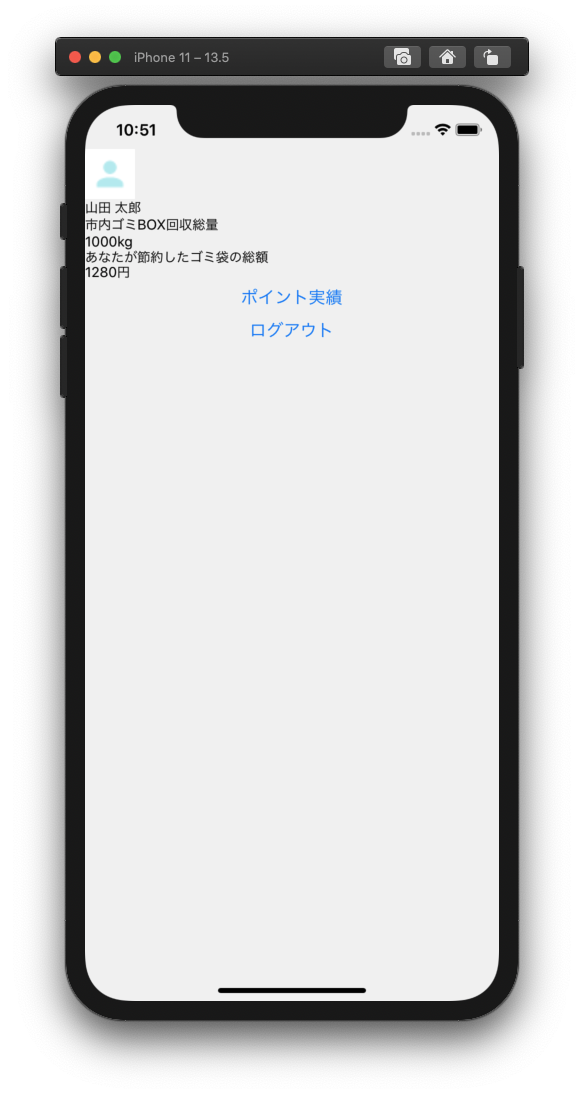 iPhone 11 – 13.5
10:51
山田 太郎
市内ゴミBOX回収総量
1000kg
あなたが節約したゴミ袋の総額
1280円
ポイント実績
ログアウト